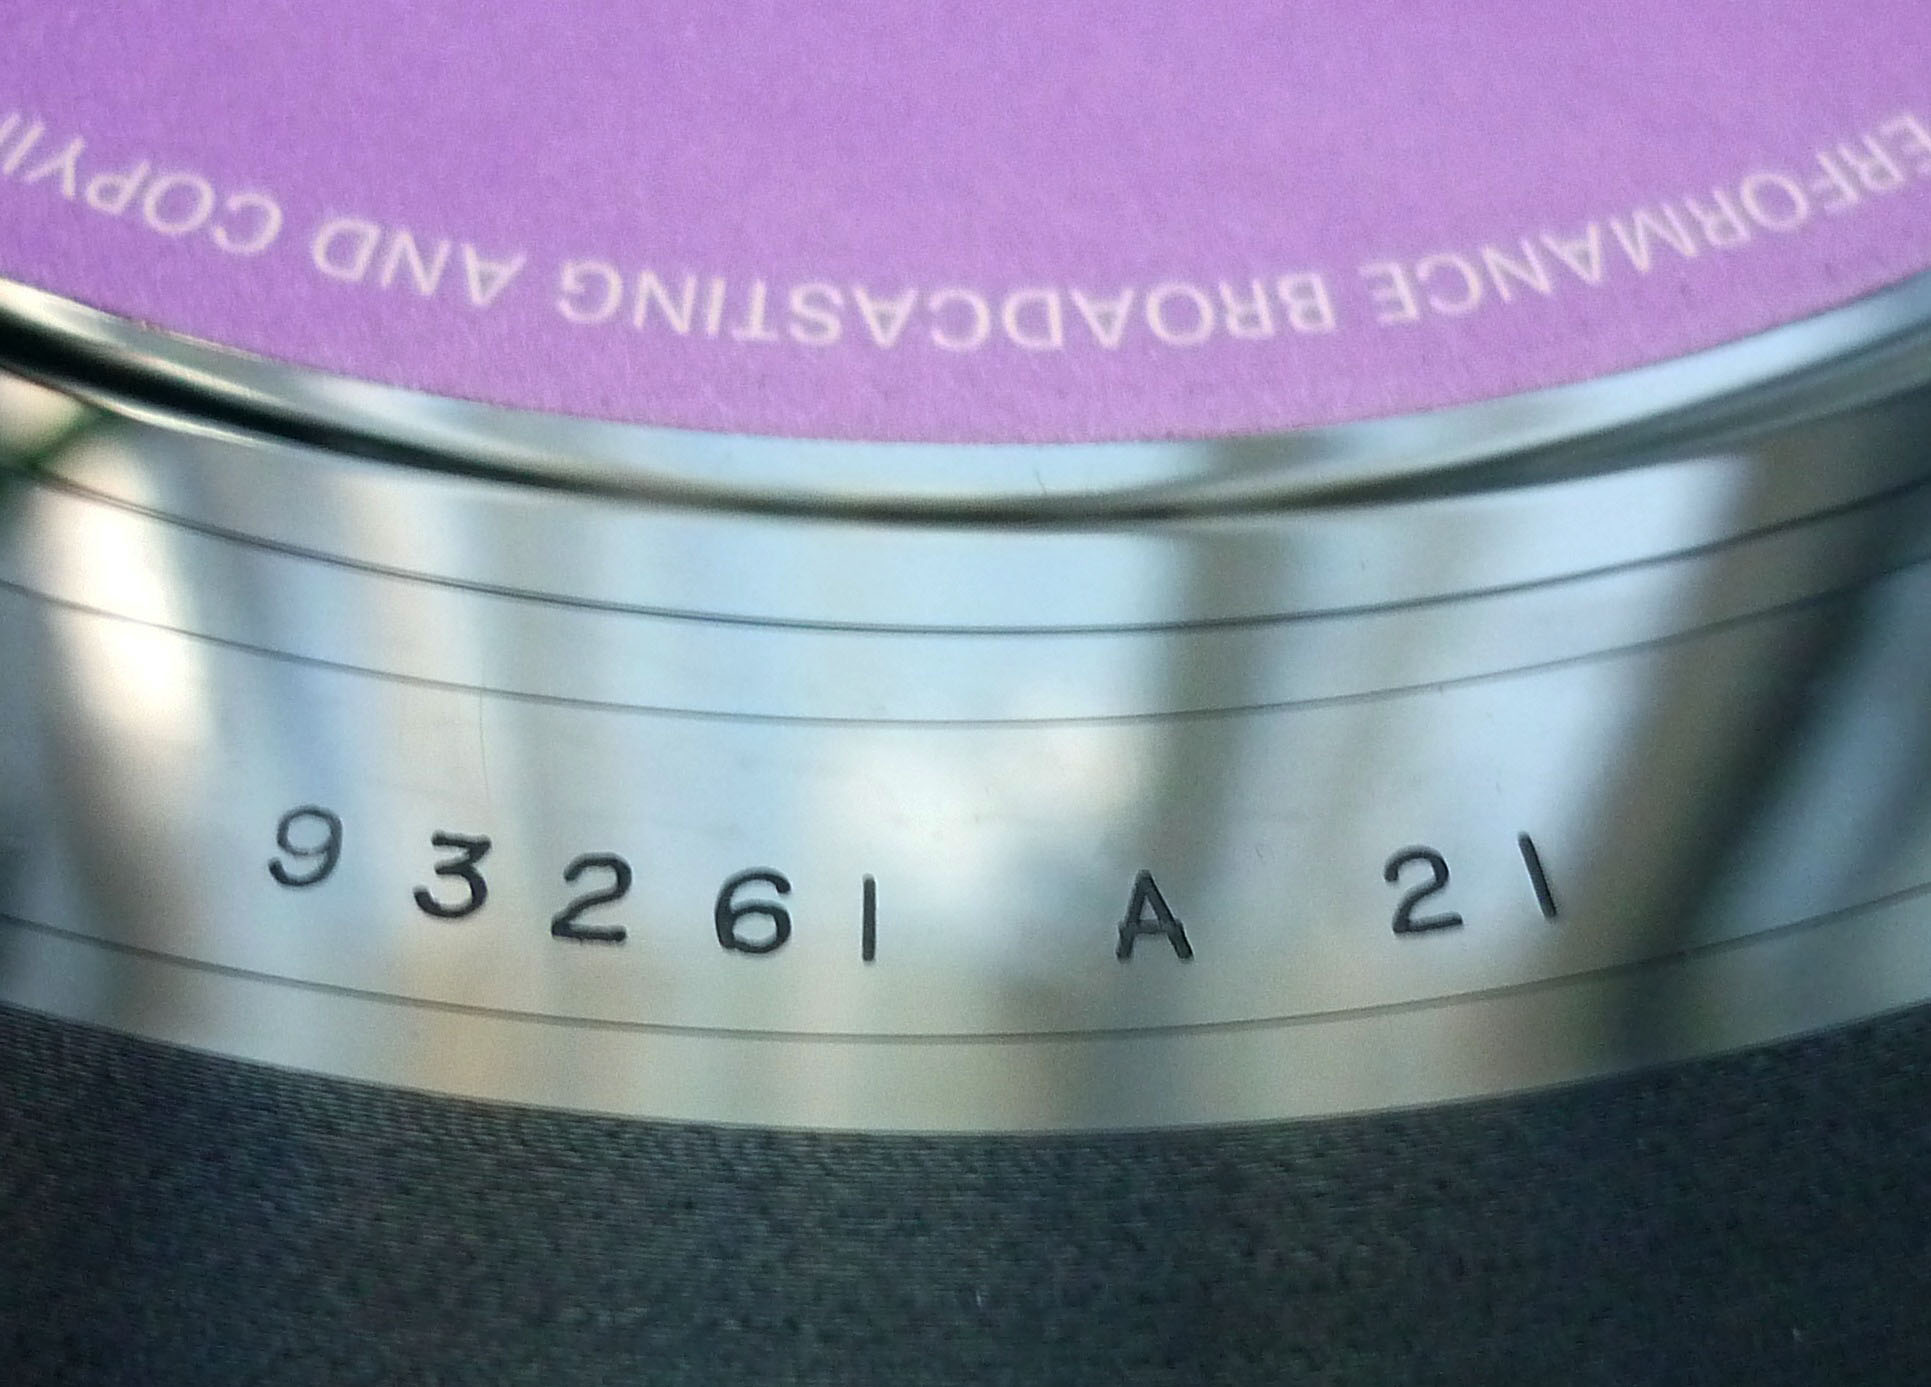 ERFORMANCE BROADCASTING AND COPYI
93261 A 21